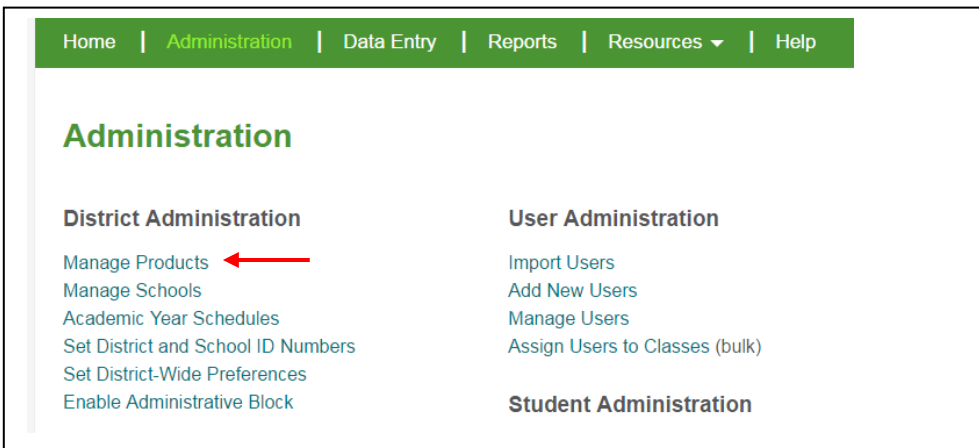 Home | Administration | Data Entry | Reports | Resources | Help
Administration
District Administration
Manage Products
Manage Schools
Academic Year Schedules
Set District and School ID Numbers
Set District-Wide Preferences
Enable Administrative Block
User Administration
Import Users
Add New Users
Manage Users
Assign Users to Classes (bulk)
Student Administration